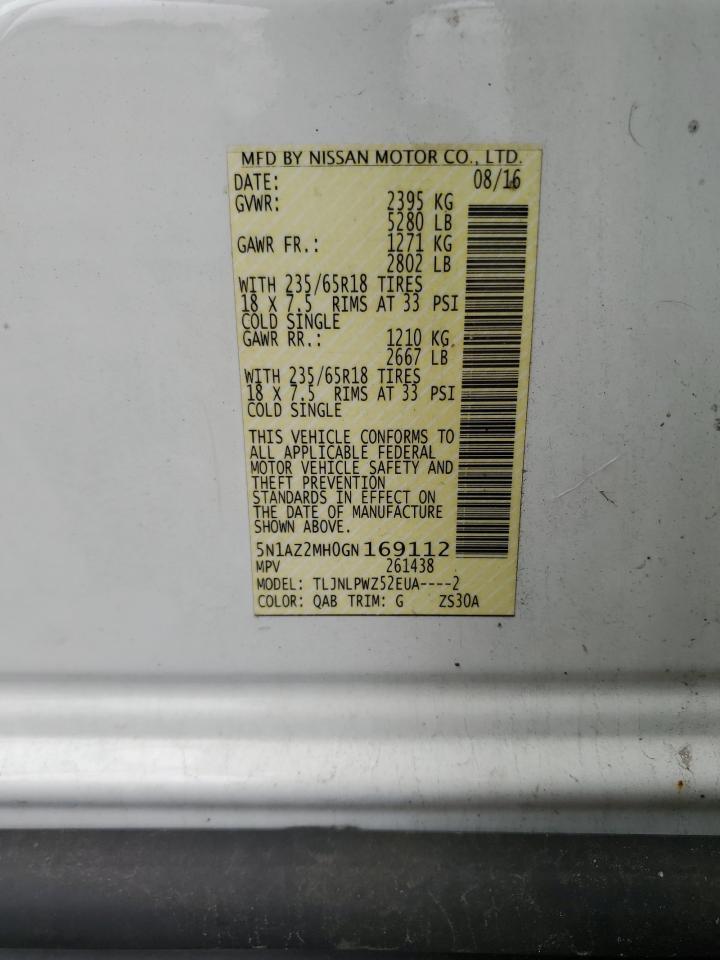 MFD BY NISSAN MOTOR CO., LTD.
DATE: 08/16
GVWR: 2395 KG
5280 LB
GAWR FR.: 1271 KG
2802 LB
WITH 235/65R18 TIRES
18 X 7.5 RIMS AT 33 PSI
COLD SINGLE
GAWR RR.: 1210 KG
2667 LB
WITH 235/65R18 TIRES
18 X 7.5 RIMS AT 33 PSI
COLD SINGLE
THIS VEHICLE CONFORMS TO
ALL APPLICABLE FEDERAL
MOTOR VEHICLE SAFETY AND
THEFT PREVENTION
STANDARDS IN EFFECT ON
THE DATE OF MANUFACTURE
SHOWN ABOVE.
5N1AZ2MH0GN169112
MPV 261438
MODEL: TLJNLPWZ52EUA----2
COLOR: QAB TRIM: G ZS30A